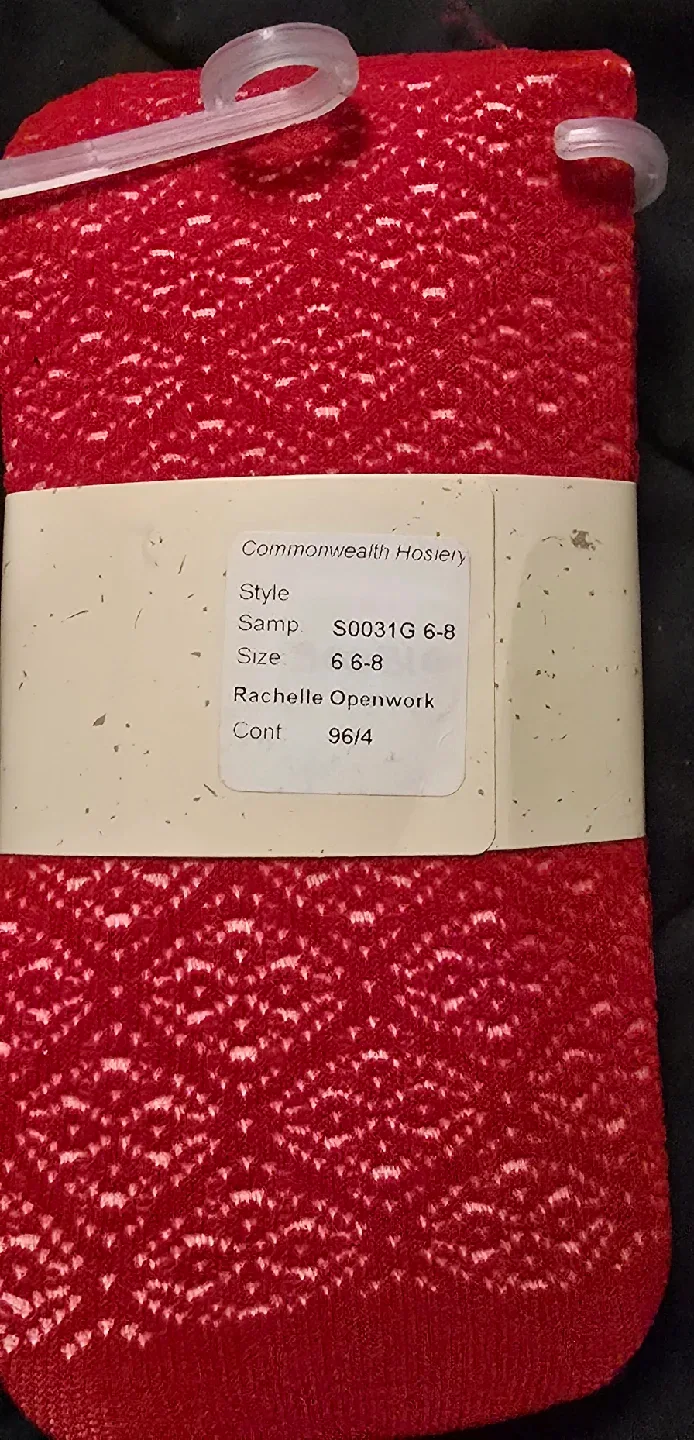 Commonwealth Hosiery
Style
Samp. S0031G 6-8
Size 6 6-8
Rachelle Openwork
Cont. 96/4